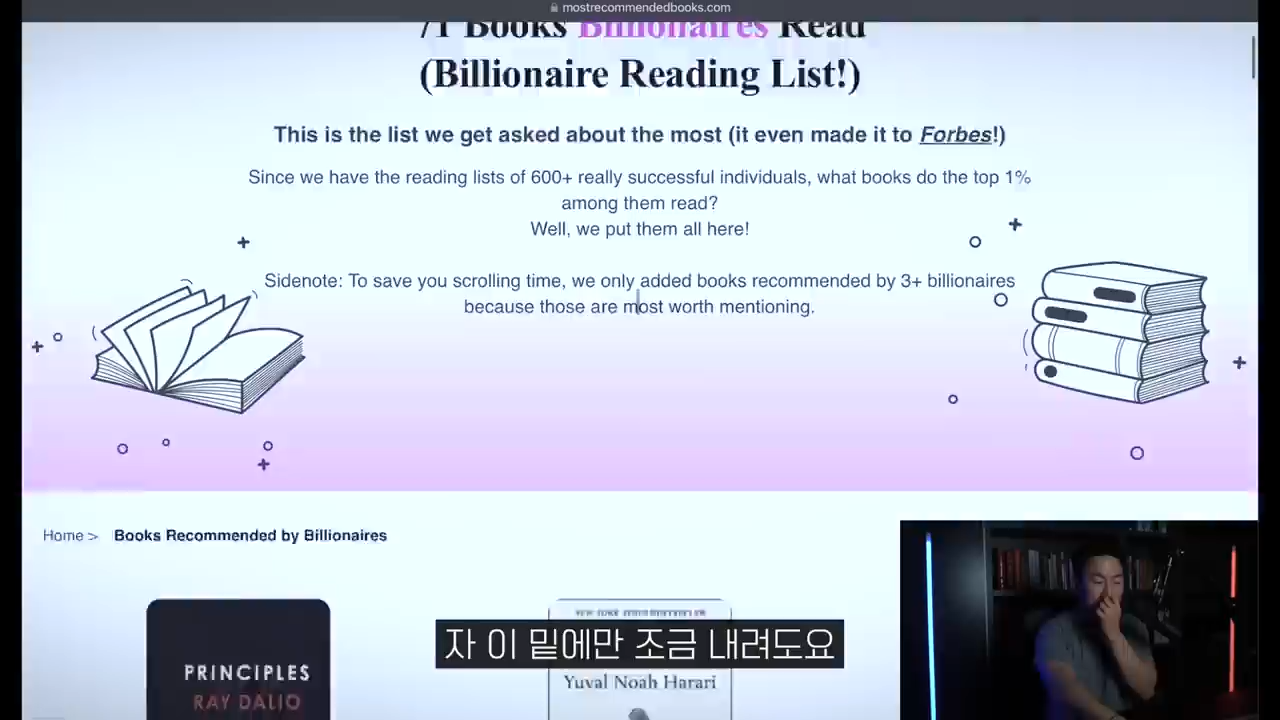 mostrecommendedbooks.com
Books Billionaires Read
(Billionaire Reading List!)
This is the list we get asked about the most (it even made it to Forbes!)
Since we have the reading lists of 600+ really successful individuals, what books do the top 1%
among them read?
Well, we put them all here!
Sidenote: To save you scrolling time, we only added books recommended by 3+ billionaires
because those are most worth mentioning.
Home > Books Recommended by Billionaires
PRINCIPLES
RAY DALIO
자 이 밑에만 조금 내려도요
Yuval Noah Harari